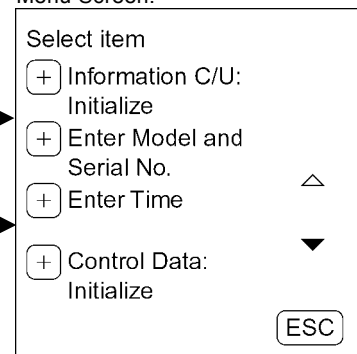 Menu Screen:
Select item
+ Information C/U:
Initialize
+ Enter Model and
Serial No.
+ Enter Time
+ Control Data:
Initialize
ESC